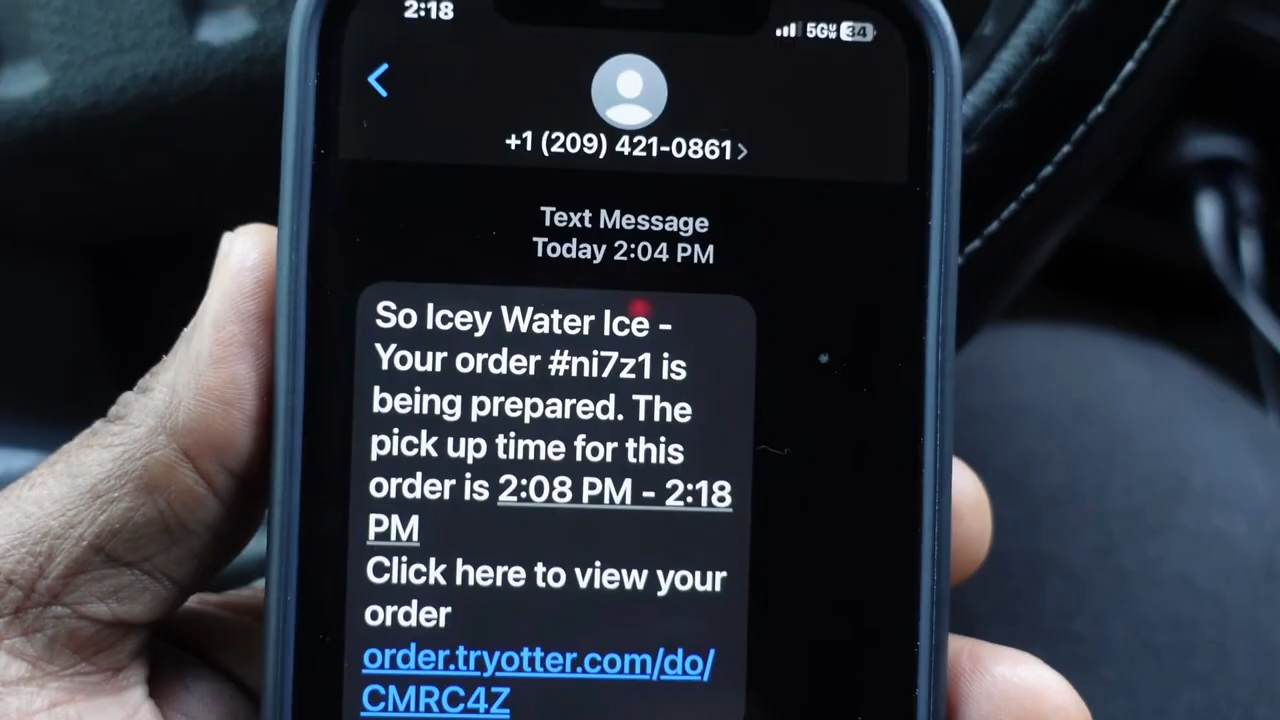 2:18
5GUW 34
+1 (209) 421-0861
Text Message
Today 2:04 PM
So Icey Water Ice -
Your order #ni7z1 is
being prepared. The
pick up time for this
order is 2:08 PM - 2:18
PM
Click here to view your
order
order.tryotter.com/do/
CMRC4Z